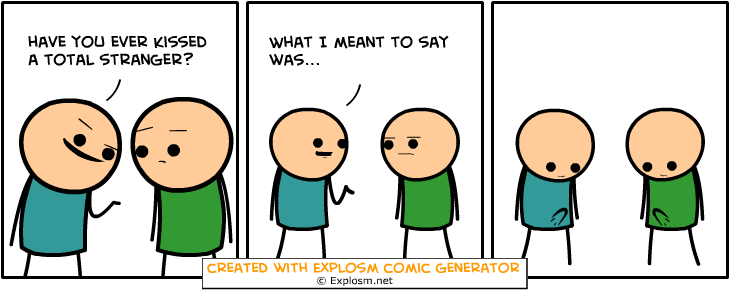 HAVE YOU EVER KISSED
A TOTAL STRANGER?
WHAT I MEANT TO SAY
WAS...
CREATED WITH EXPLOSM COMIC GENERATOR
© Explosm.net